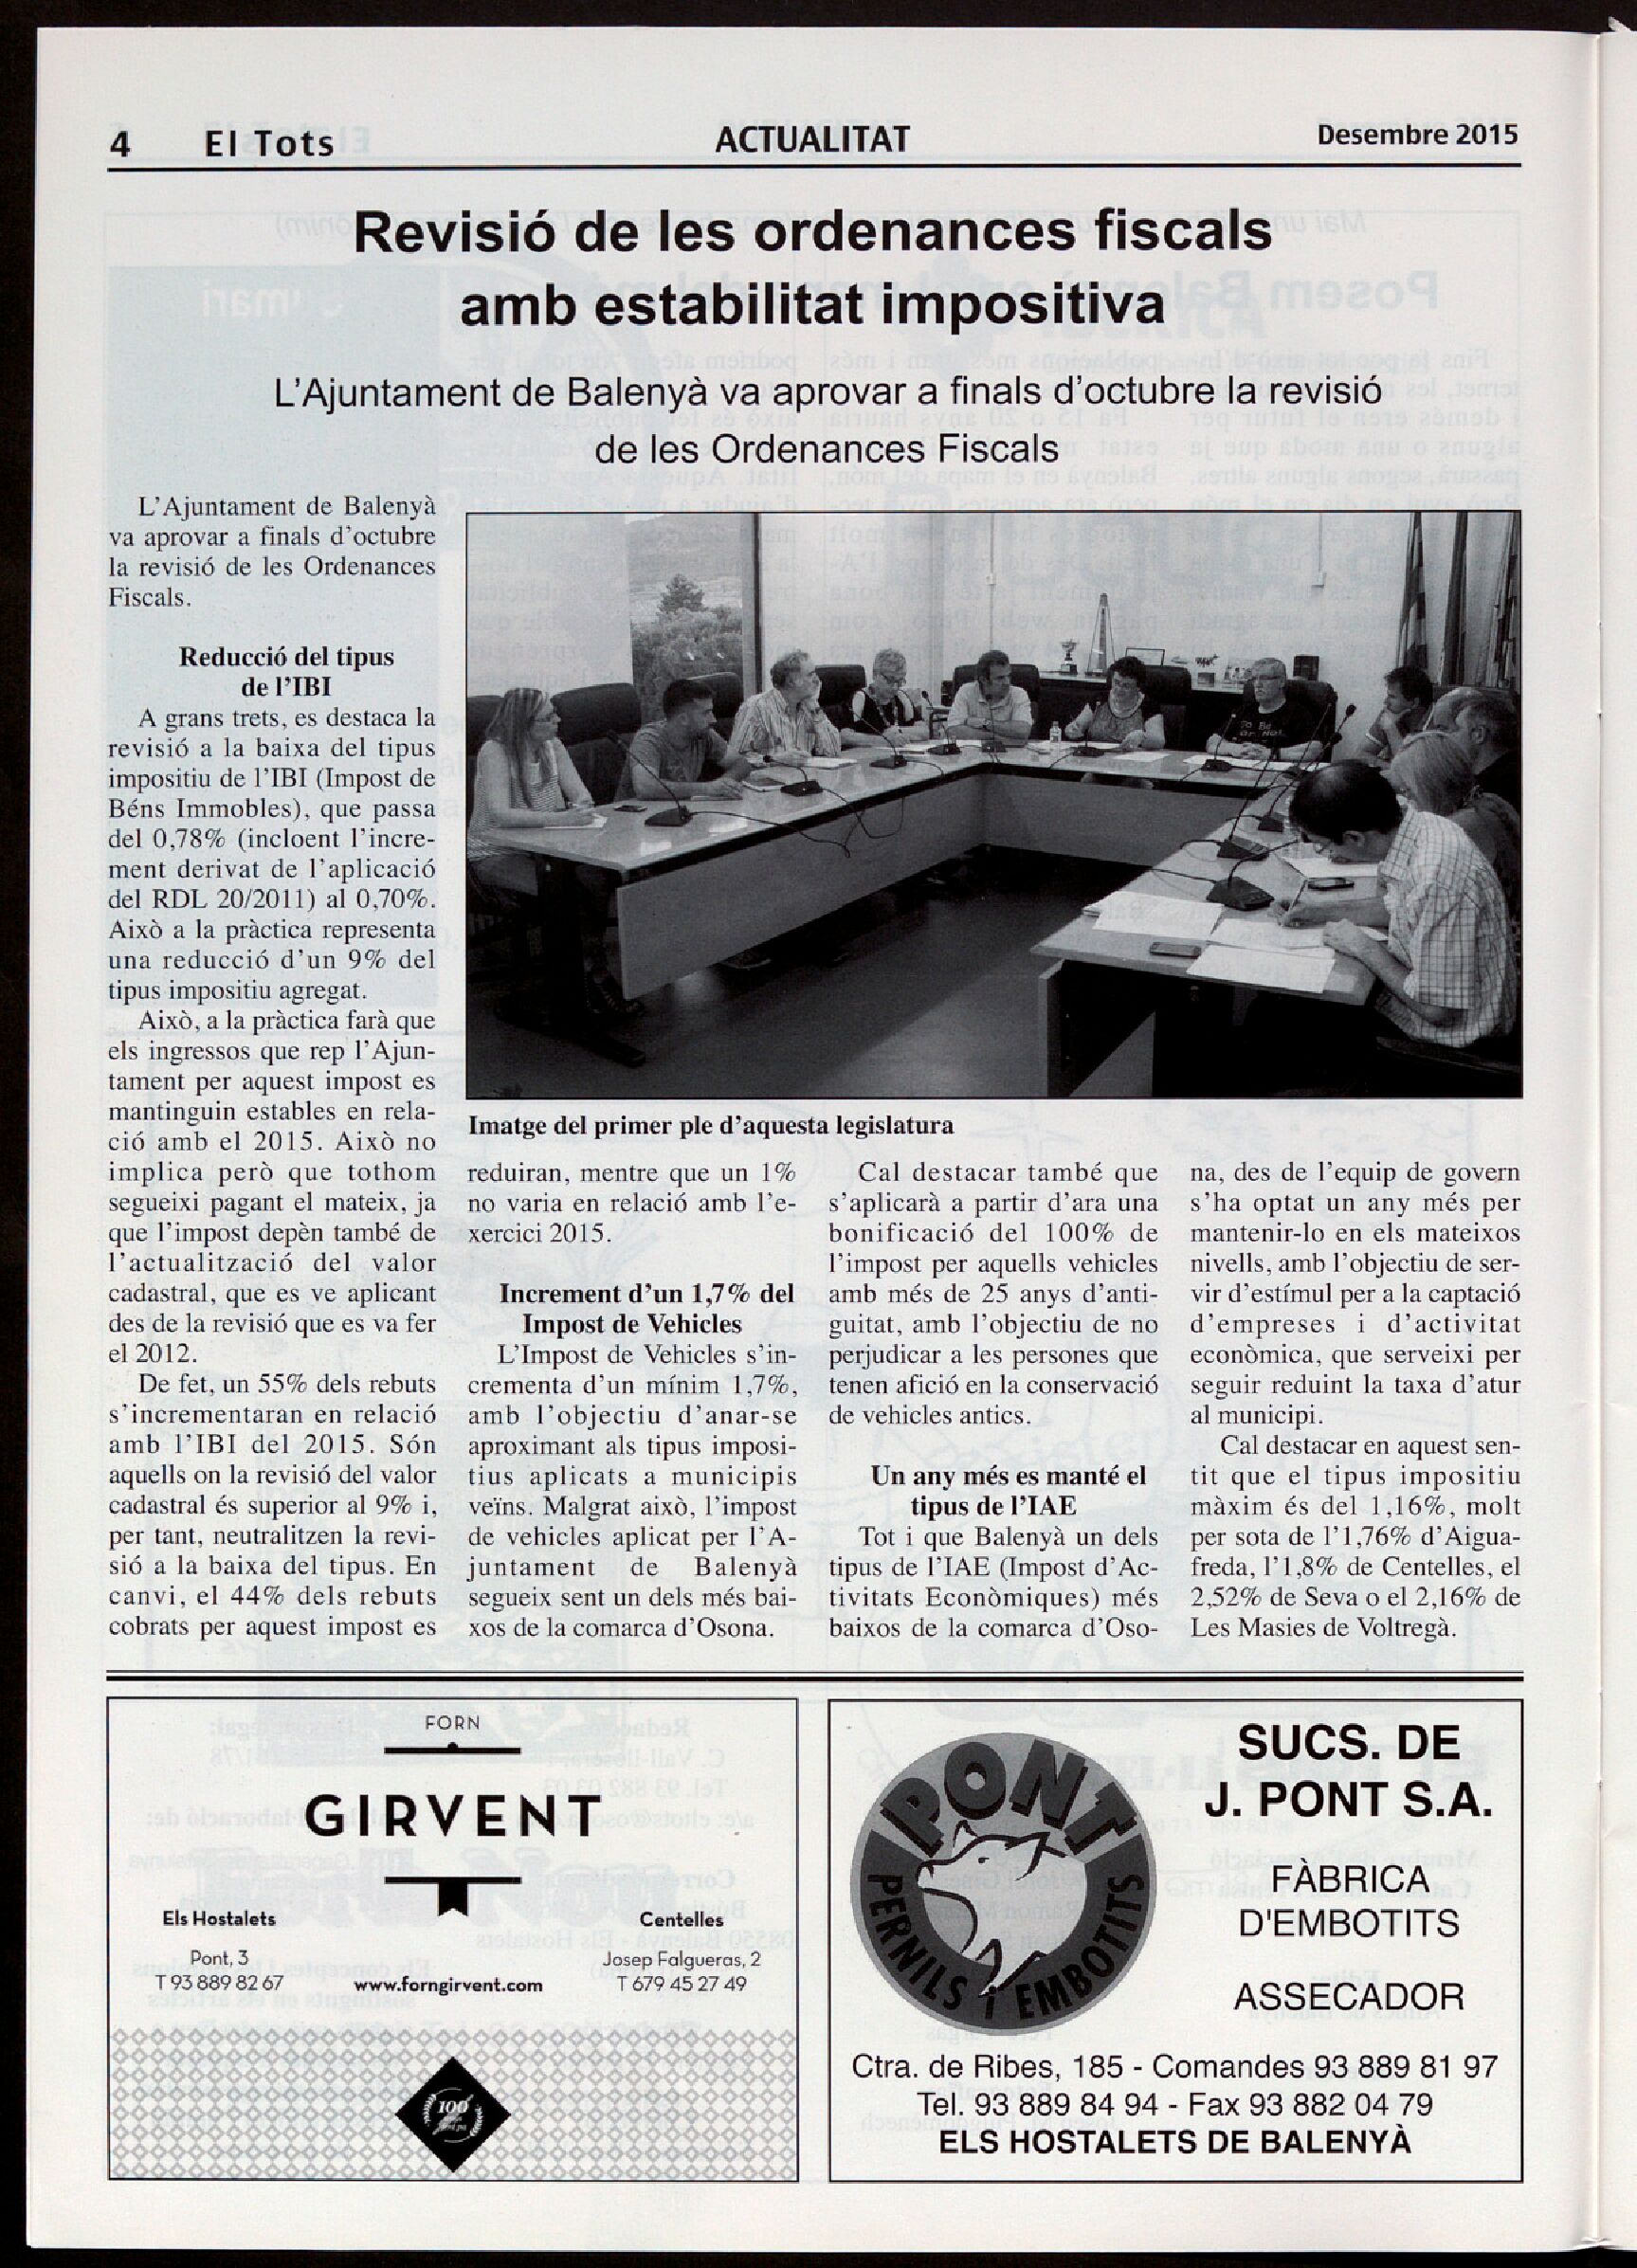 4 El Tots
ACTUALITAT
Desembre 2015
Revisió de les ordenances fiscals
amb estabilitat impositiva
L'Ajuntament de Balenyà va aprovar a finals d'octubre la revisió
de les Ordenances Fiscals
L'Ajuntament de Balenyà
va aprovar a finals d'octubre
la revisió de les Ordenances
Fiscals.
Reducció del tipus
de l'IBI
A grans trets, es destaca la
revisió a la baixa del tipus
impositiu de l'IBI (Impost de
Béns Immobles), que passa
del 0,78% (incloent l'incre-
ment derivat de l'aplicació
del RDL 20/2011) al 0,70%.
Això a la pràctica representa
una reducció d'un 9% del
tipus impositiu agregat.
Això, a la pràctica farà que
els ingressos que rep l'Ajun-
tament per aquest impost es
mantinguin estables en rela-
ció amb el 2015. Això no
implica però que tothom
segueixi pagant el mateix, ja
que l'impost depèn també de
l'actualització del valor
cadastral, que es ve aplicant
des de la revisió que es va fer
el 2012.
De fet, un 55% dels rebuts
s'incrementaran en relació
amb l'IBI del 2015. Són
aquells on la revisió del valor
cadastral és superior al 9% i,
per tant, neutralitzen la revi-
sió a la baixa del tipus. En
canvi, el 44% dels rebuts
cobrats per aquest impost es
Imatge del primer ple d'aquesta legislatura
reduiran, mentre que un 1%
no varia en relació amb l'e-
xercici 2015.
Increment d'un 1,7% del
Impost de Vehicles
L'Impost de Vehicles s'in-
crementa d'un mínim 1,7%,
amb l'objectiu d'anar-se
aproximant als tipus imposi-
tius aplicats a municipis
veïns. Malgrat això, l'impost
de vehicles aplicat per l'A-
juntament de Balenyà
segueix sent un dels més bai-
xos de la comarca d'Osona.
Cal destacar també que
s'aplicarà a partir d'ara una
bonificació del 100% de
l'impost per aquells vehicles
amb més de 25 anys d'anti-
guitat, amb l'objectiu de no
perjudicar a les persones que
tenen afició en la conservació
de vehicles antics.
Un any més es manté el
tipus de l'IAE
Tot i que Balenyà un dels
tipus de l'IAE (Impost d'Ac-
tivitats Econòmiques) més
baixos de la comarca d'Oso-
na, des de l'equip de govern
s'ha optat un any més per
mantenir-lo en els mateixos
nivells, amb l'objectiu de ser-
vir d'estímul per a la captació
d'empreses i d'activitat
econòmica, que serveixi per
seguir reduint la taxa d'atur
al municipi.
Cal destacar en aquest sen-
tit que el tipus impositiu
màxim és del 1,16%, molt
per sota de l'1,76% d'Aigua-
freda, l'1,8% de Centelles, el
2,52% de Seva o el 2,16% de
Les Masies de Voltregà.
FORN
GIRVENT
Els Hostalets
Pont, 3
T 93 889 82 67
www.forngirvent.com
Centelles
Josep Falgueras, 2
T 679 45 27 49
100
PONT
PERNILS i EMBOTITS
SUCS. DE
J. PONT S.A.
FÀBRICA
D'EMBOTITS
ASSECADOR
Ctra. de Ribes, 185 - Comandes 93 889 81 97
Tel. 93 889 84 94 - Fax 93 882 04 79
ELS HOSTALETS DE BALENYÀ